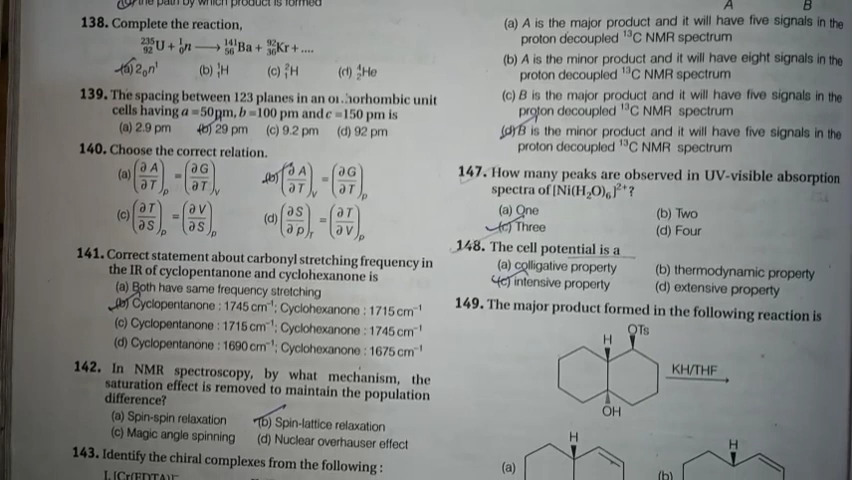 the path by which product is formed
138. Complete the reaction,
²³⁵₉₂U + ¹₀n ⟶ ¹⁴¹₅₆Ba + ⁹²₃₆Kr + ....
(a) 2₀n¹ (b) ¹₁H (c) ²₁H (d) ⁴₂He
139. The spacing between 123 planes in an orthorhombic unit
cells having a = 50pm, b = 100 pm and c = 150 pm is
(a) 2.9 pm (b) 29 pm (c) 9.2 pm (d) 92 pm
140. Choose the correct relation.
(a) (∂A/∂T)ₚ = (∂G/∂T)ᵥ (b) (∂A/∂T)ᵥ = (∂G/∂T)ₚ
(c) (∂T/∂S)ₚ = (∂V/∂S)ₚ (d) (∂S/∂p)ₜ = (∂T/∂V)ₚ
141. Correct statement about carbonyl stretching frequency in
the IR of cyclopentanone and cyclohexanone is
(a) Both have same frequency stretching
(b) Cyclopentanone : 1745 cm⁻¹; Cyclohexanone : 1715 cm⁻¹
(c) Cyclopentanone : 1715 cm⁻¹; Cyclohexanone : 1745 cm⁻¹
(d) Cyclopentanone : 1690 cm⁻¹; Cyclohexanone : 1675 cm⁻¹
142. In NMR spectroscopy, by what mechanism, the
saturation effect is removed to maintain the population
difference?
(a) Spin-spin relaxation (b) Spin-lattice relaxation
(c) Magic angle spinning (d) Nuclear overhauser effect
143. Identify the chiral complexes from the following :
I. [Cr(EDTA)]⁻
A B
(a) A is the major product and it will have five signals in the
proton decoupled ¹³C NMR spectrum
(b) A is the minor product and it will have eight signals in the
proton decoupled ¹³C NMR spectrum
(c) B is the major product and it will have five signals in the
proton decoupled ¹³C NMR spectrum
(d) B is the minor product and it will have five signals in the
proton decoupled ¹³C NMR spectrum
147. How many peaks are observed in UV-visible absorption
spectra of [Ni(H₂O)₆]²⁺?
(a) One (b) Two
(c) Three (d) Four
148. The cell potential is a
(a) colligative property (b) thermodynamic property
(c) intensive property (d) extensive property
149. The major product formed in the following reaction is
OTs
H
KH/THF
OH
H H
(a) (b)